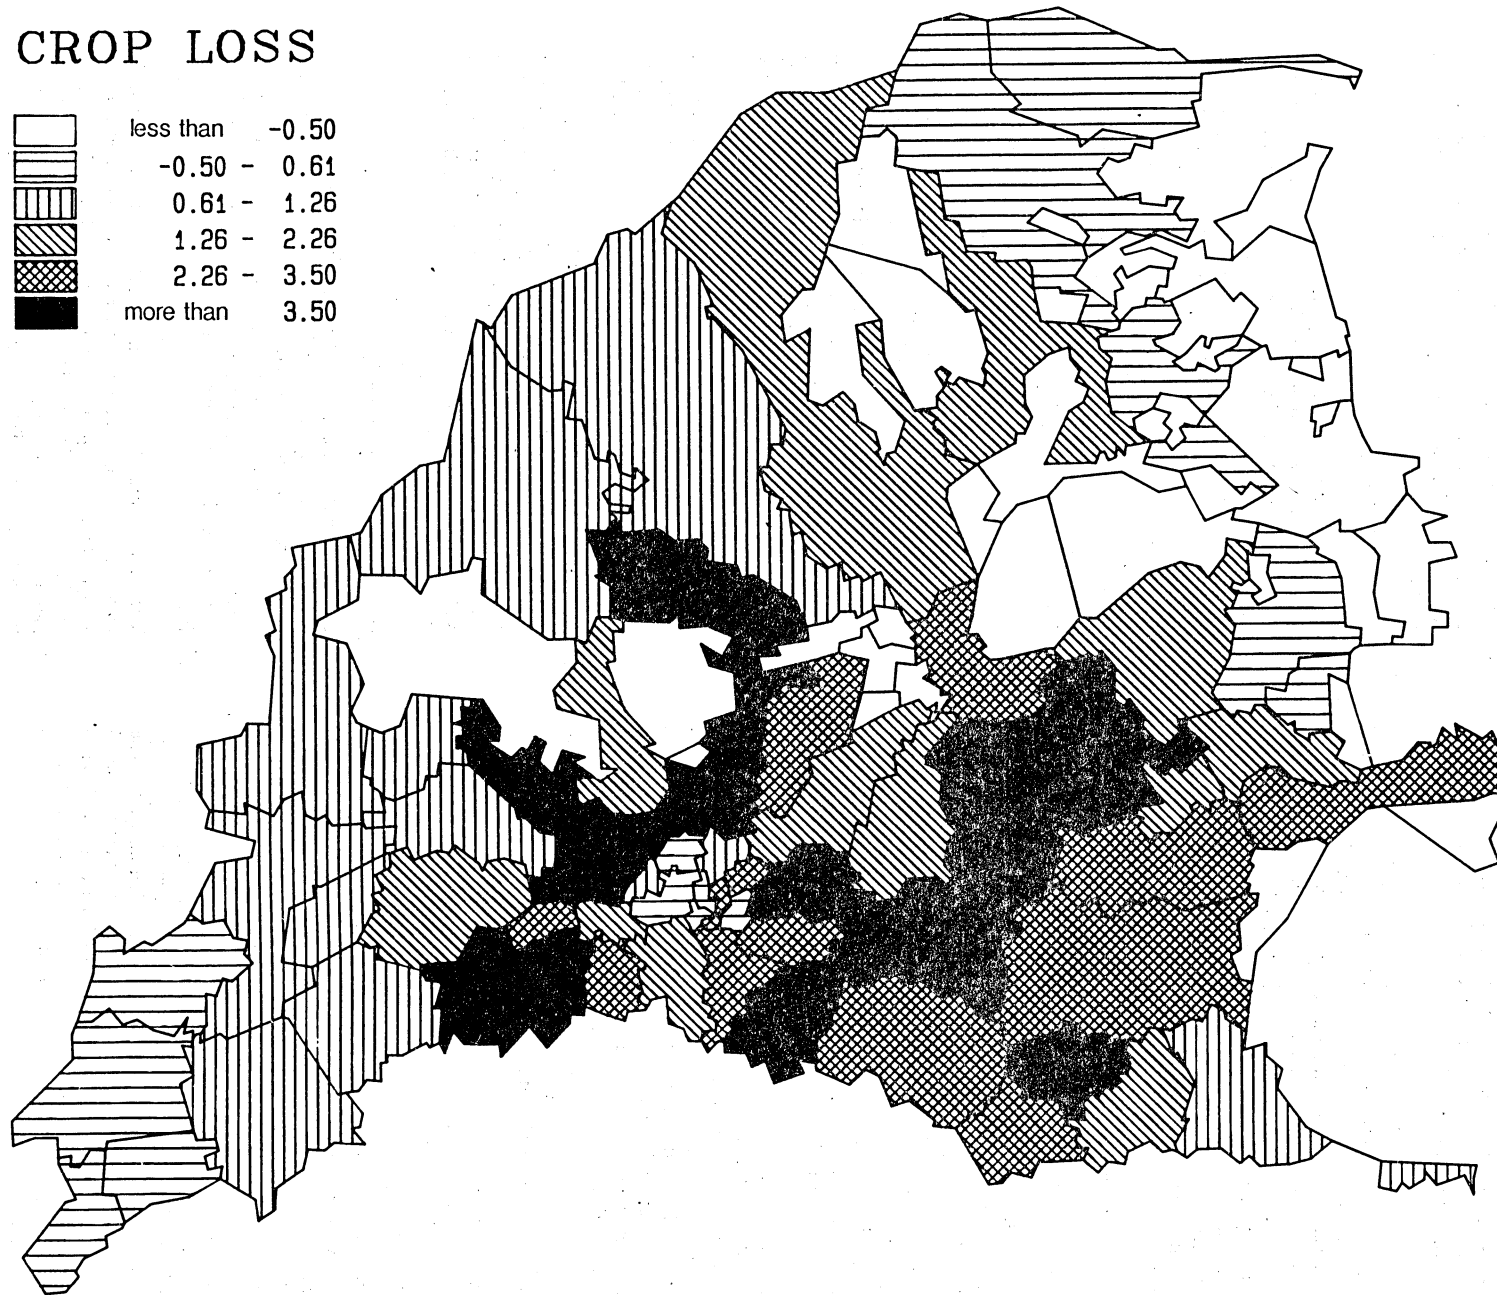 CROP LOSS
less than -0.50
-0.50 - 0.61
0.61 - 1.26
1.26 - 2.26
2.26 - 3.50
more than 3.50